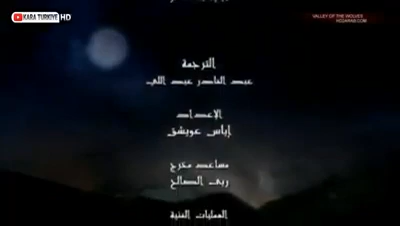 KARA TURKIYE HD
VALLEY OF THE WOLVES
الترجمة
عبد القادر عبد اللي
الإعداد
إياس عويشق
مساعد مخرج
ربى الصالح
العمليات الفنية